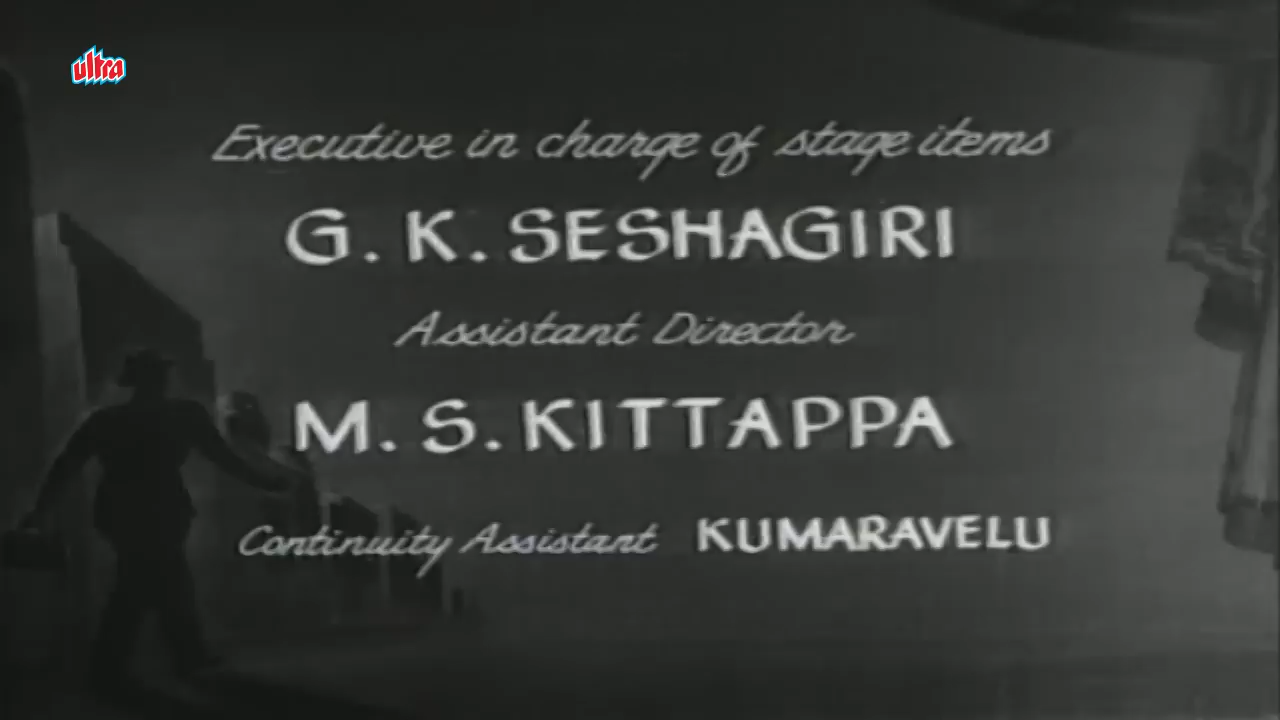 ultra
Executive in charge of stage items
G. K. SESHAGIRI
Assistant Director
M. S. KITTAPPA
Continuity Assistant KUMARAVELU